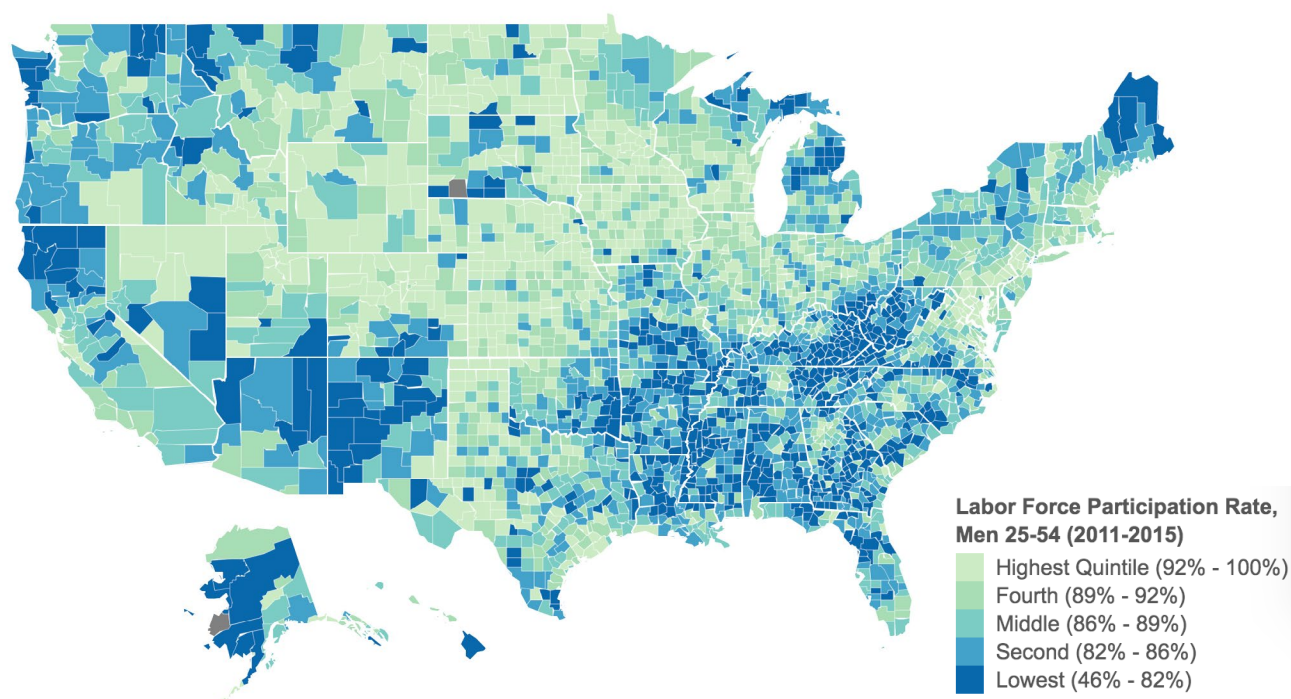 Labor Force Participation Rate,
Men 25-54 (2011-2015)
Highest Quintile (92% - 100%)
Fourth (89% - 92%)
Middle (86% - 89%)
Second (82% - 86%)
Lowest (46% - 82%)